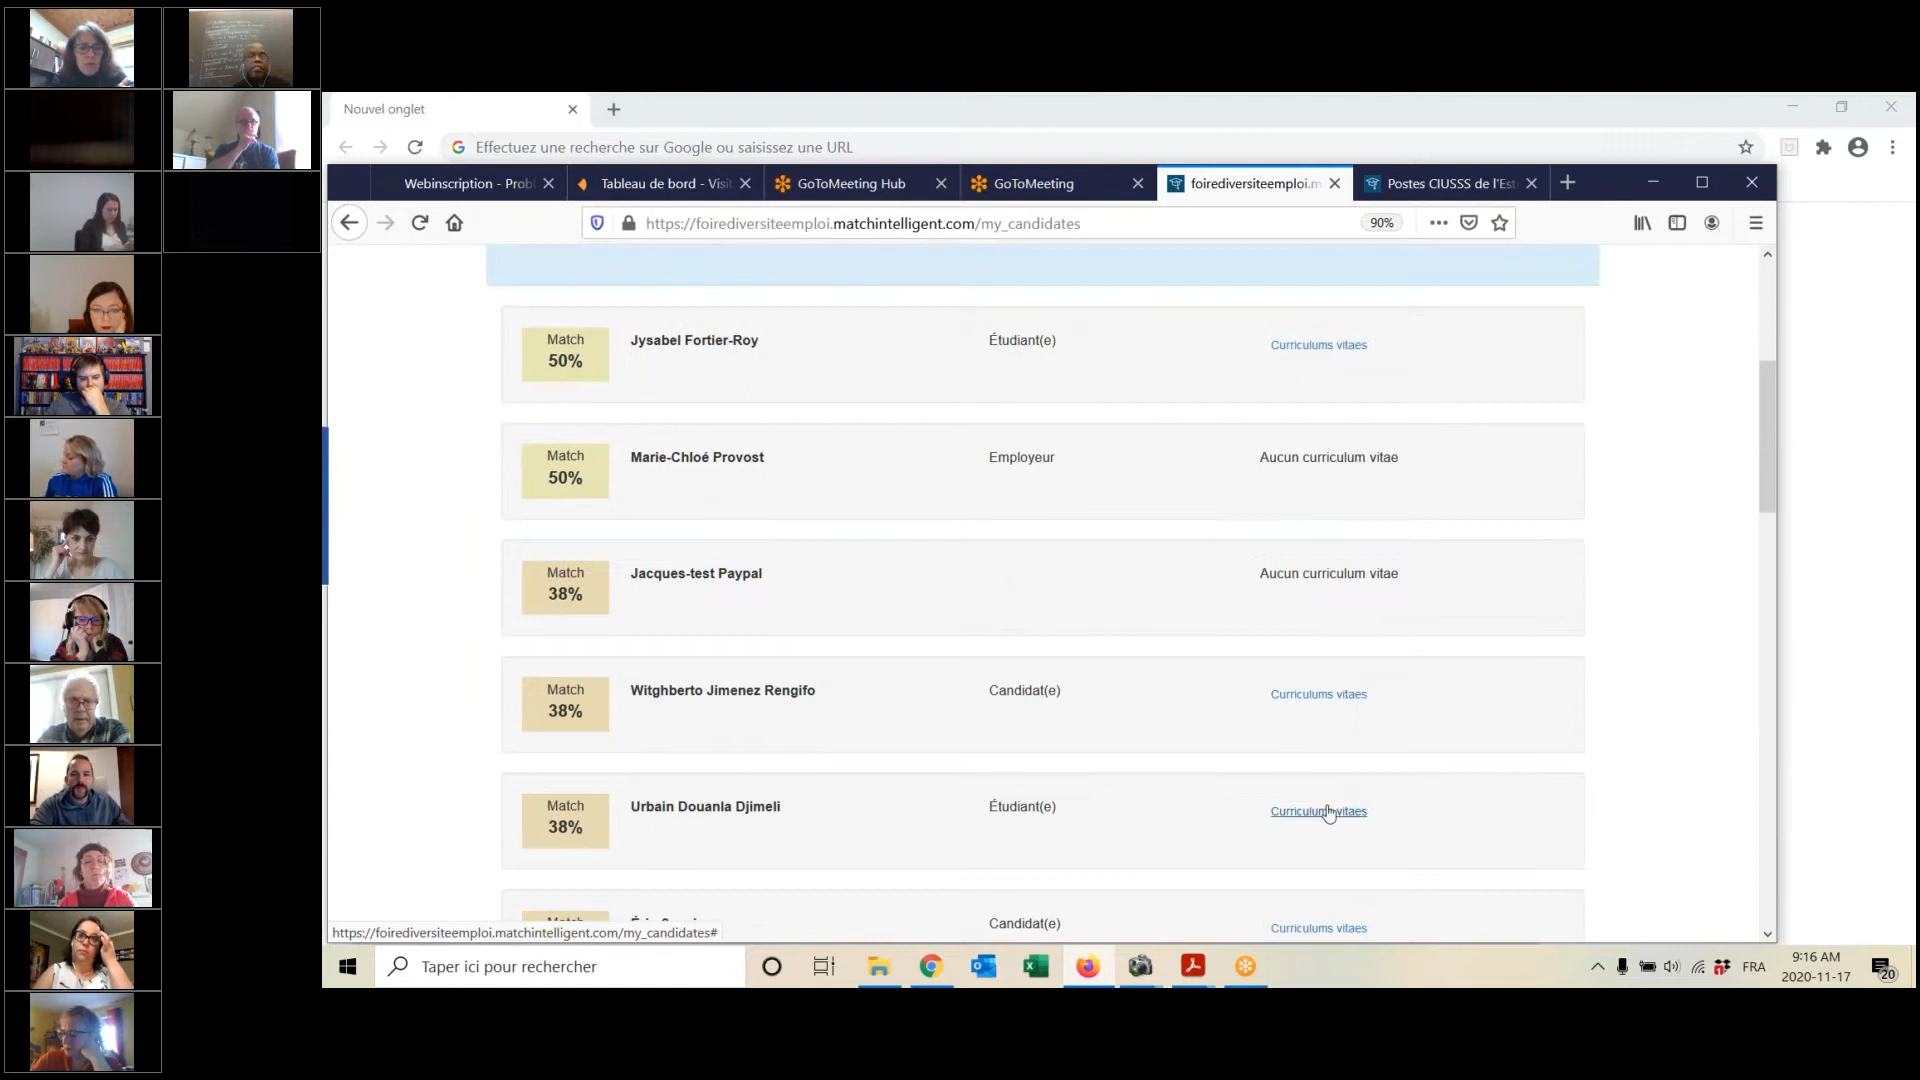 Nouvel onglet
Effectuez une recherche sur Google ou saisissez une URL
Webinscription - Prob
Tableau de bord - Visi
GoToMeeting Hub
GoToMeeting
foirediversiteemploi.m
Postes CIUSSS de l'Est
https://foirediversiteemploi.matchintelligent.com/my_candidates
90%
Match
50%
Jysabel Fortier-Roy
Étudiant(e)
Curriculums vitaes
Match
50%
Marie-Chloé Provost
Employeur
Aucun curriculum vitae
Match
38%
Jacques-test Paypal
Aucun curriculum vitae
Match
38%
Witghberto Jimenez Rengifo
Candidat(e)
Curriculums vitaes
Match
38%
Urbain Douanla Djimeli
Étudiant(e)
Curriculums vitaes
Match
Candidat(e)
Curriculums vitaes
https://foirediversiteemploi.matchintelligent.com/my_candidates#
Taper ici pour rechercher
FRA
9:16 AM
2020-11-17
20